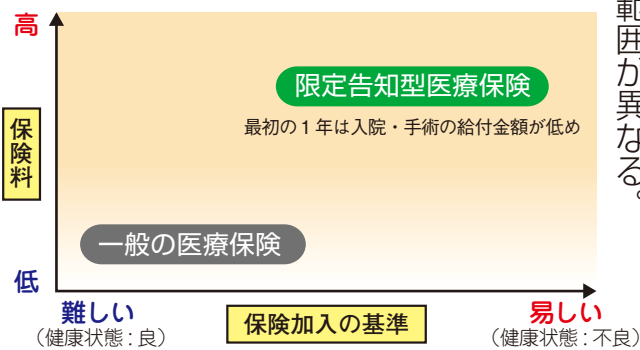 範囲が異なる。
高
限定告知型医療保険
最初の1年は入院・手術の給付金額が低め
保険料
一般の医療保険
低
難しい
（健康状態：良）
保険加入の基準
易しい
（健康状態：不良）